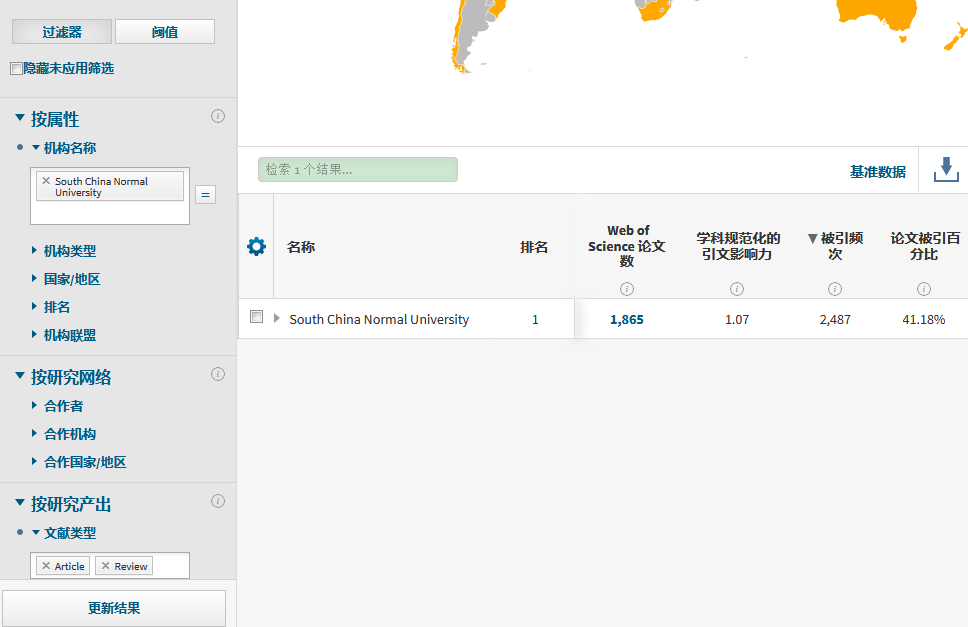 过滤器 阈值
隐藏未应用筛选
按属性
机构名称
South China Normal
University
=
机构类型
国家/地区
排名
机构联盟
按研究网络
合作者
合作机构
合作国家/地区
按研究产出
文献类型
Article Review
更新结果
检索 1 个结果...
基准数据
名称
排名
Web of
Science 论文
数
学科规范化的
引文影响力
▼被引频
次
论文被引百
分比
South China Normal University 1 1,865 1.07 2,487 41.18%